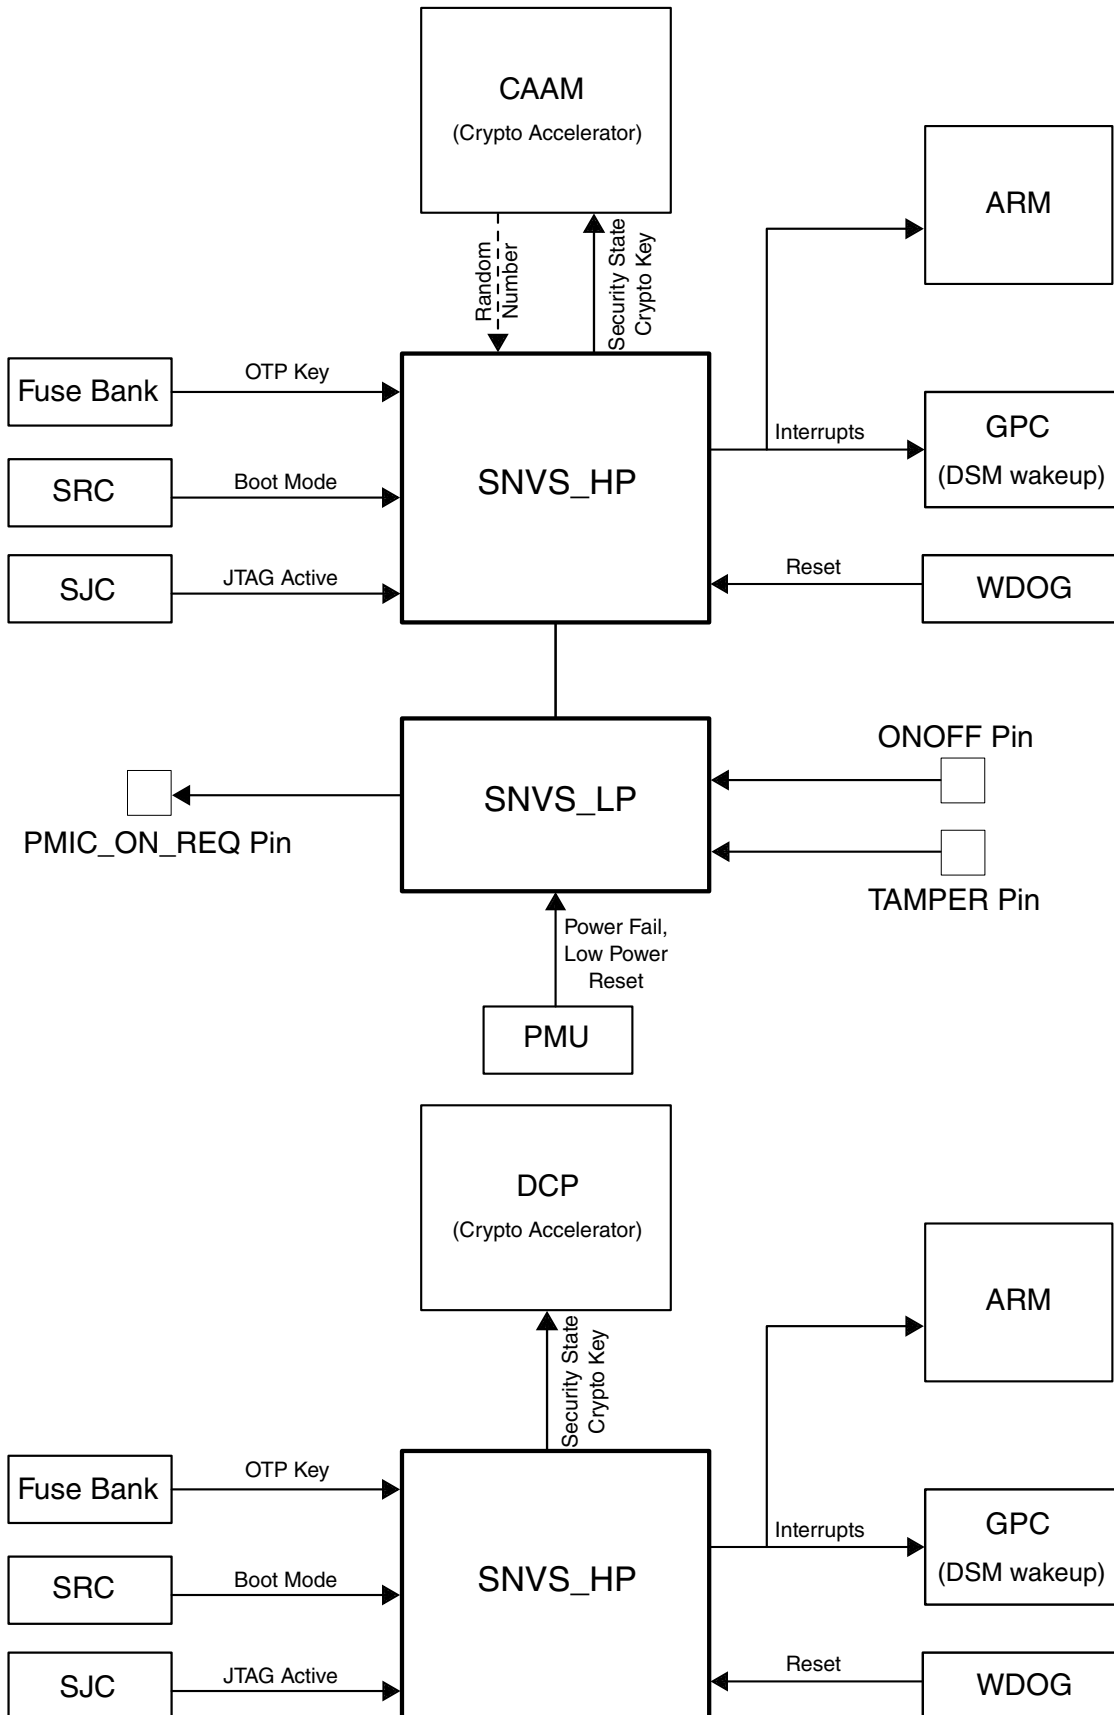 CAAM
(Crypto Accelerator)
ARM
Random
Number
Security State
Crypto Key
Fuse Bank
OTP Key
SRC
Boot Mode
SJC
JTAG Active
SNVS_HP
Interrupts
GPC
(DSM wakeup)
Reset
WDOG
SNVS_LP
ONOFF Pin
PMIC_ON_REQ Pin
TAMPER Pin
Power Fail,
Low Power
Reset
PMU
DCP
(Crypto Accelerator)
ARM
Security State
Crypto Key
Fuse Bank
OTP Key
SRC
Boot Mode
SJC
JTAG Active
SNVS_HP
Interrupts
GPC
(DSM wakeup)
Reset
WDOG